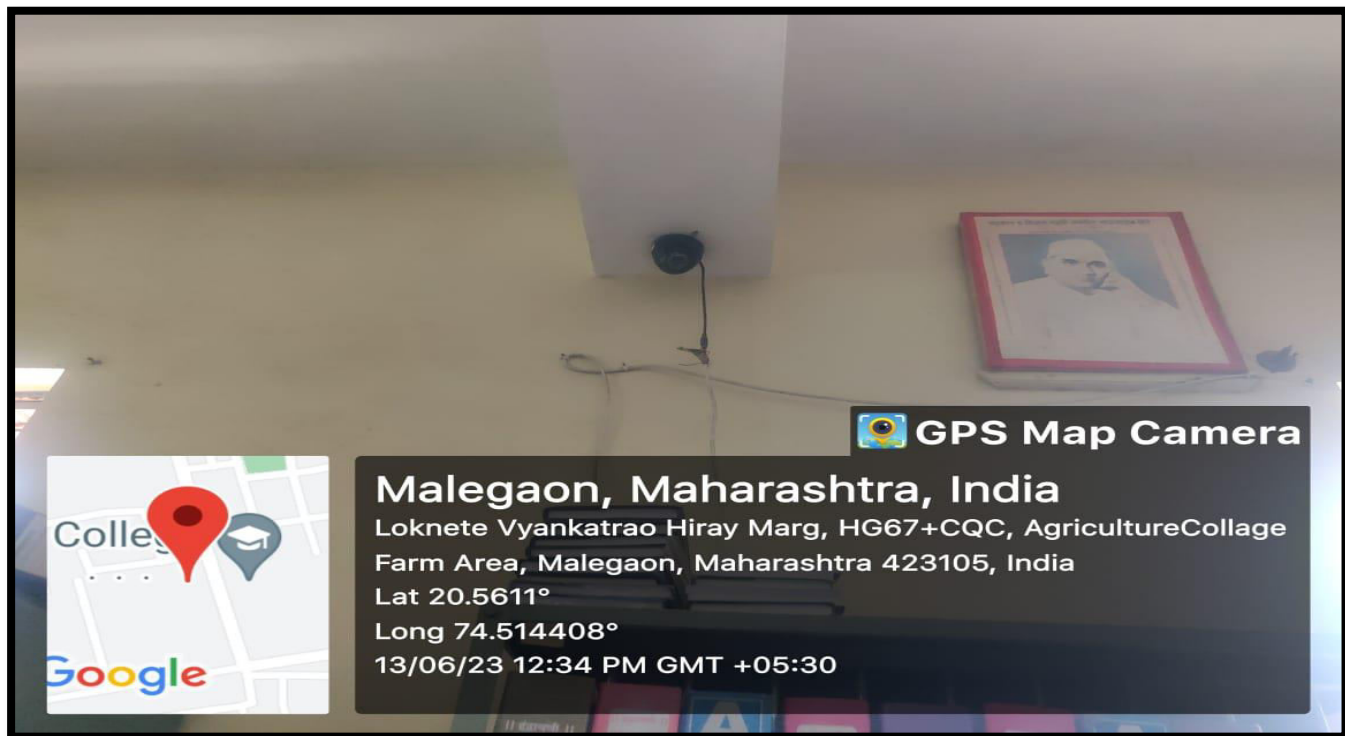 GPS Map Camera
Malegaon, Maharashtra, India
Loknete Vyankatrao Hiray Marg, HG67+CQC, AgricultureCollage
Farm Area, Malegaon, Maharashtra 423105, India
Lat 20.5611°
Long 74.514408°
13/06/23 12:34 PM GMT +05:30
Google
A